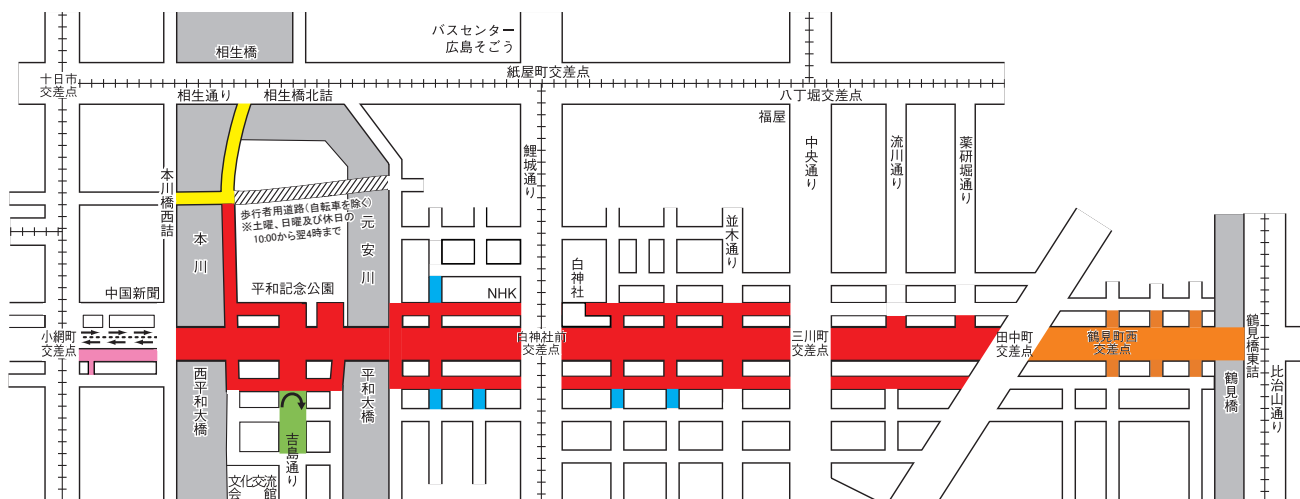 バスセンター
広島そごう
相生橋
紙屋町交差点
十日市
交差点
相生通り
相生橋北詰
八丁堀交差点
福屋
中央通り
流川通り
薬研堀通り
鯉城通り
本川橋西詰
歩行者用道路(自転車を除く)
※土曜、日曜及び休日の
10:00から翌4時まで
元安川
本川
並木通り
白神社
平和記念公園
NHK
中国新聞
小網町
交差点
白神社前
交差点
三川町
交差点
田中町
交差点
鶴見町西
交差点
鶴見橋東詰
西平和大橋
平和大橋
鶴見橋
比治山通り
吉島通り
文化交流
会館